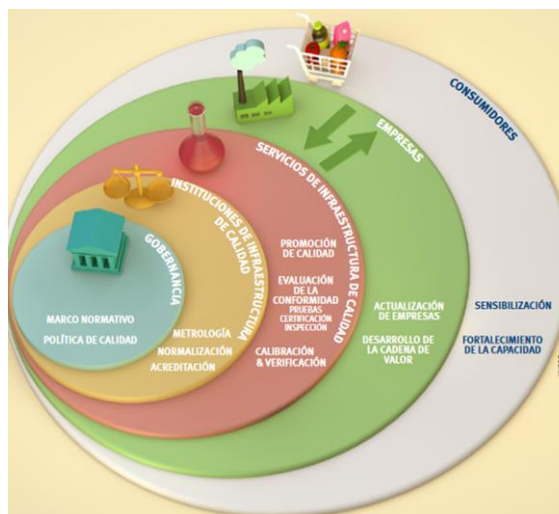 CONSUMIDORES
EMPRESAS
SERVICIOS DE INFRAESTRUCTURA DE CALIDAD
INSTITUCIONES DE INFRAESTRUCTURA
DE CALIDAD
GOBERNANCIA
MARCO NORMATIVO
POLÍTICA DE CALIDAD
METROLOGÍA
NORMALIZACIÓN
ACREDITACIÓN
PROMOCIÓN
DE CALIDAD
EVALUACIÓN
DE LA
CONFORMIDAD
PRUEBAS
CERTIFICACIÓN
INSPECCIÓN
CALIBRACIÓN
& VERIFICACIÓN
ACTUALIZACIÓN
DE EMPRESAS
DESARROLLO DE
LA CADENA DE
VALOR
SENSIBILIZACIÓN
FORTALECIMIENTO
DE LA CAPACIDAD